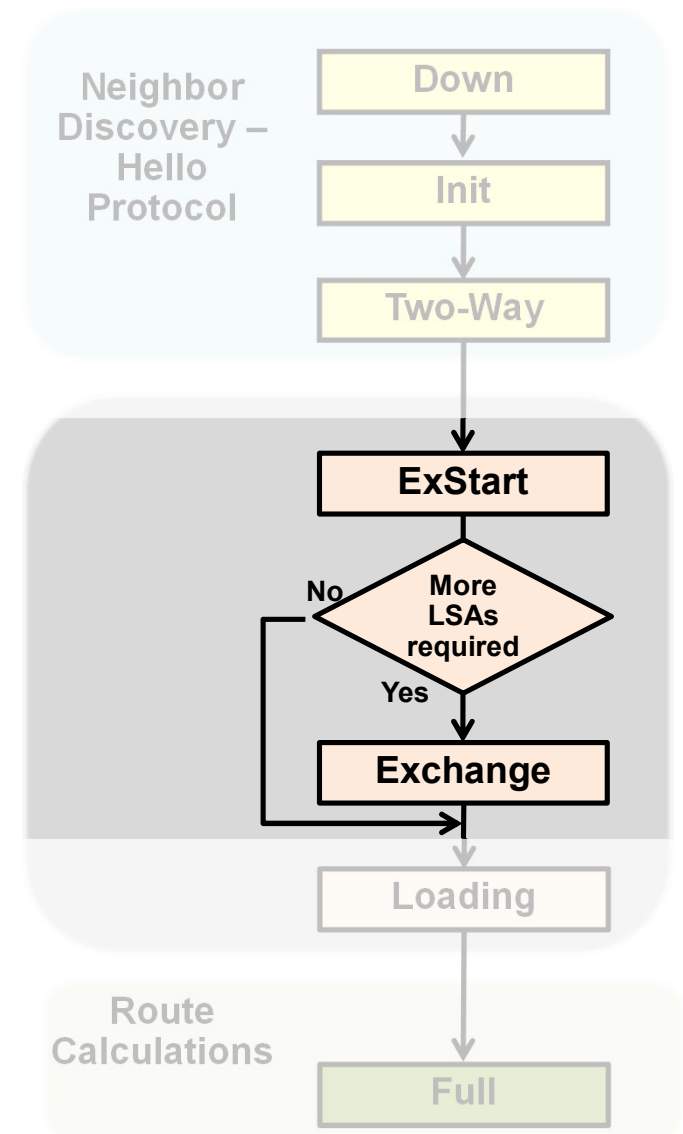 Neighbor
Discovery –
Hello
Protocol
Down
Init
Two-Way
ExStart
More
LSAs
required
No
Yes
Exchange
Loading
Route
Calculations
Full